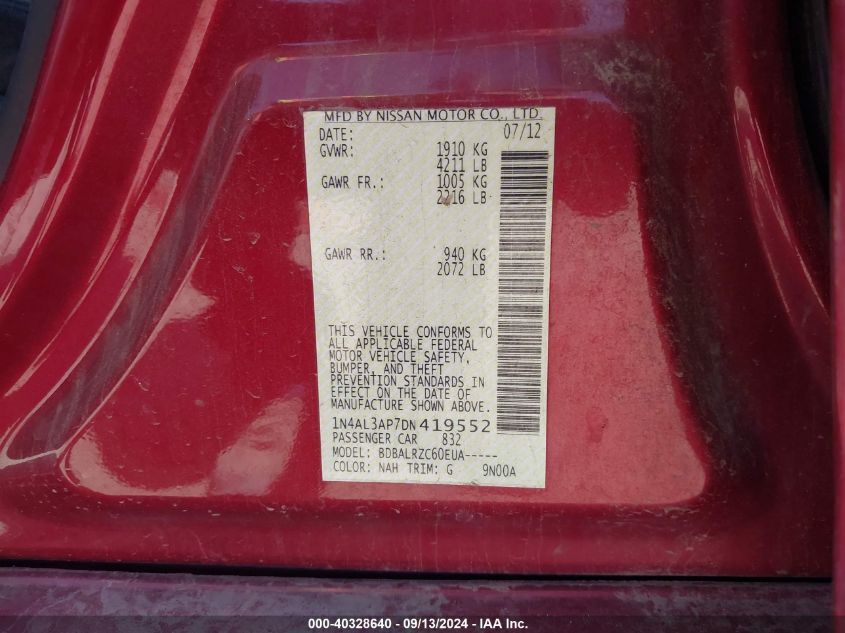 MFD BY NISSAN MOTOR CO., LTD.
DATE: 07/12
GVWR: 1910 KG
4211 LB
GAWR FR.: 1005 KG
2216 LB
GAWR RR.: 940 KG
2072 LB
THIS VEHICLE CONFORMS TO
ALL APPLICABLE FEDERAL
MOTOR VEHICLE SAFETY,
BUMPER, AND THEFT
PREVENTION STANDARDS IN
EFFECT ON THE DATE OF
MANUFACTURE SHOWN ABOVE.
1N4AL3AP7DN419552
PASSENGER CAR 832
MODEL: BDBALRZC60EUA-----
COLOR: NAH TRIM: G 9N00A
000-40328640 - 09/13/2024 - IAA Inc.